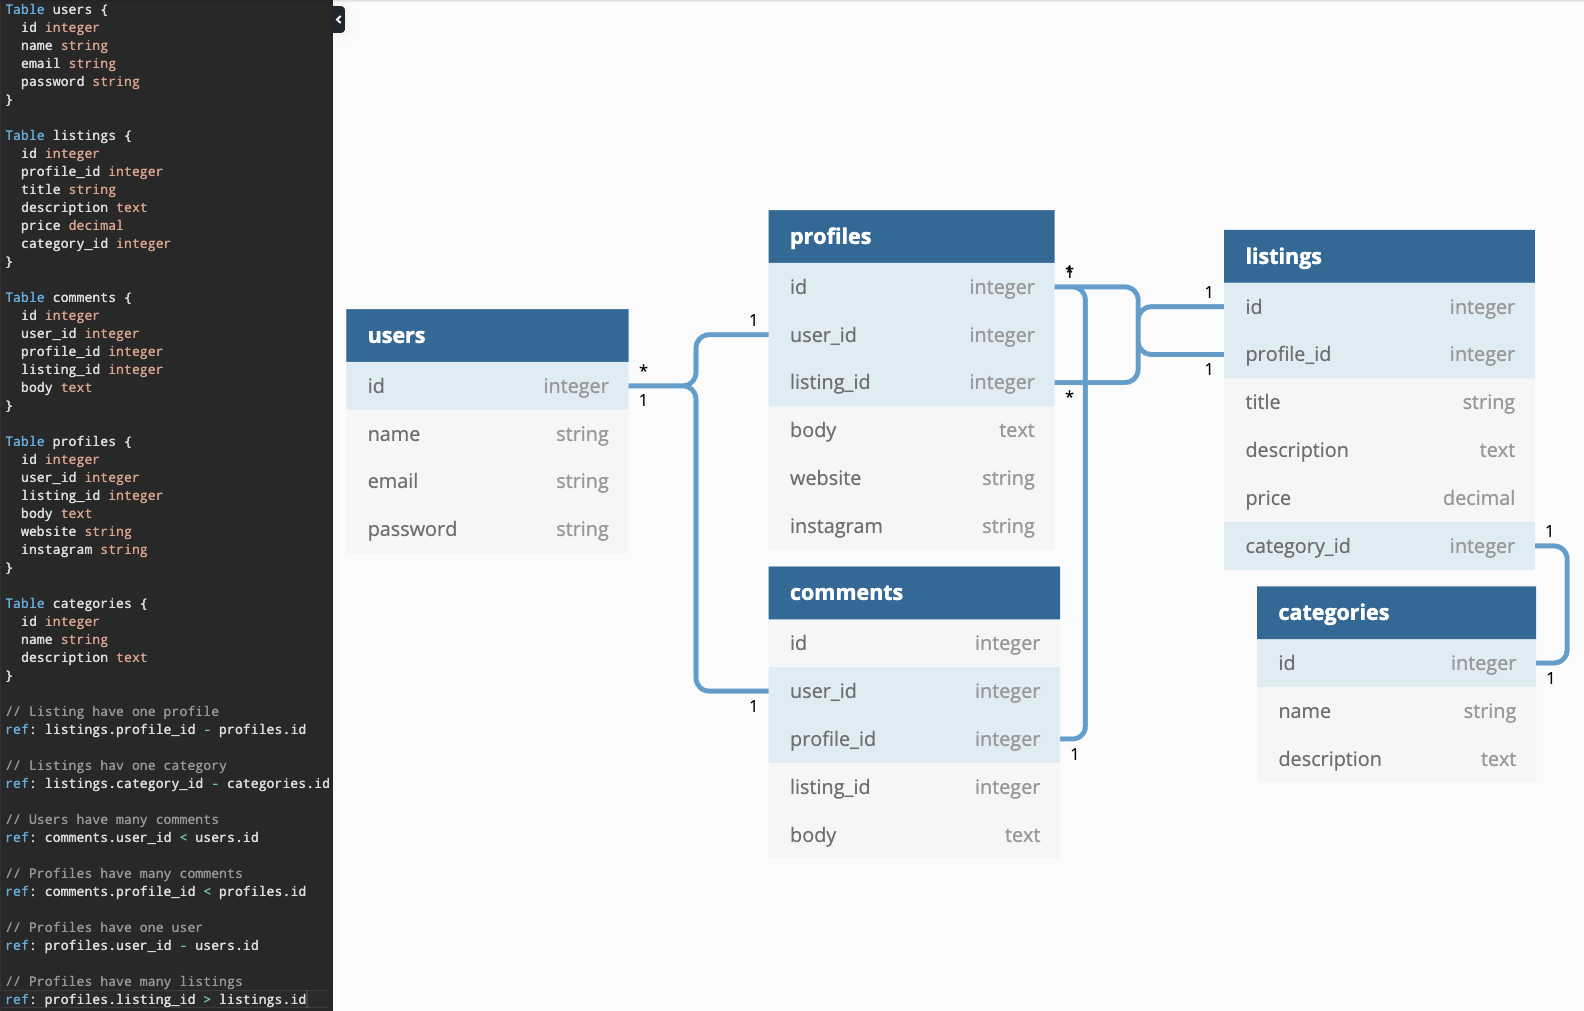 Table users {
  id integer
  name string
  email string
  password string
}
Table listings {
  id integer
  profile_id integer
  title string
  description text
  price decimal
  category_id integer
}
Table comments {
  id integer
  user_id integer
  profile_id integer
  listing_id integer
  body text
}
Table profiles {
  id integer
  user_id integer
  listing_id integer
  body text
  website string
  instagram string
}
Table categories {
  id integer
  name string
  description text
}
// Listing have one profile
ref: listings.profile_id - profiles.id
// Listings hav one category
ref: listings.category_id - categories.id
// Users have many comments
ref: comments.user_id < users.id
// Profiles have many comments
ref: comments.profile_id < profiles.id
// Profiles have one user
ref: profiles.user_id - users.id
// Profiles have many listings
ref: profiles.listing_id > listings.id
users
id integer
name string
email string
password string
*
1
1
1
profiles
id integer
user_id integer
listing_id integer
body text
website string
instagram string
*
1
*
comments
id integer
user_id integer
profile_id integer
listing_id integer
body text
1
1
1
listings
id integer
profile_id integer
title string
description text
price decimal
category_id integer
1
categories
id integer
name string
description text
1